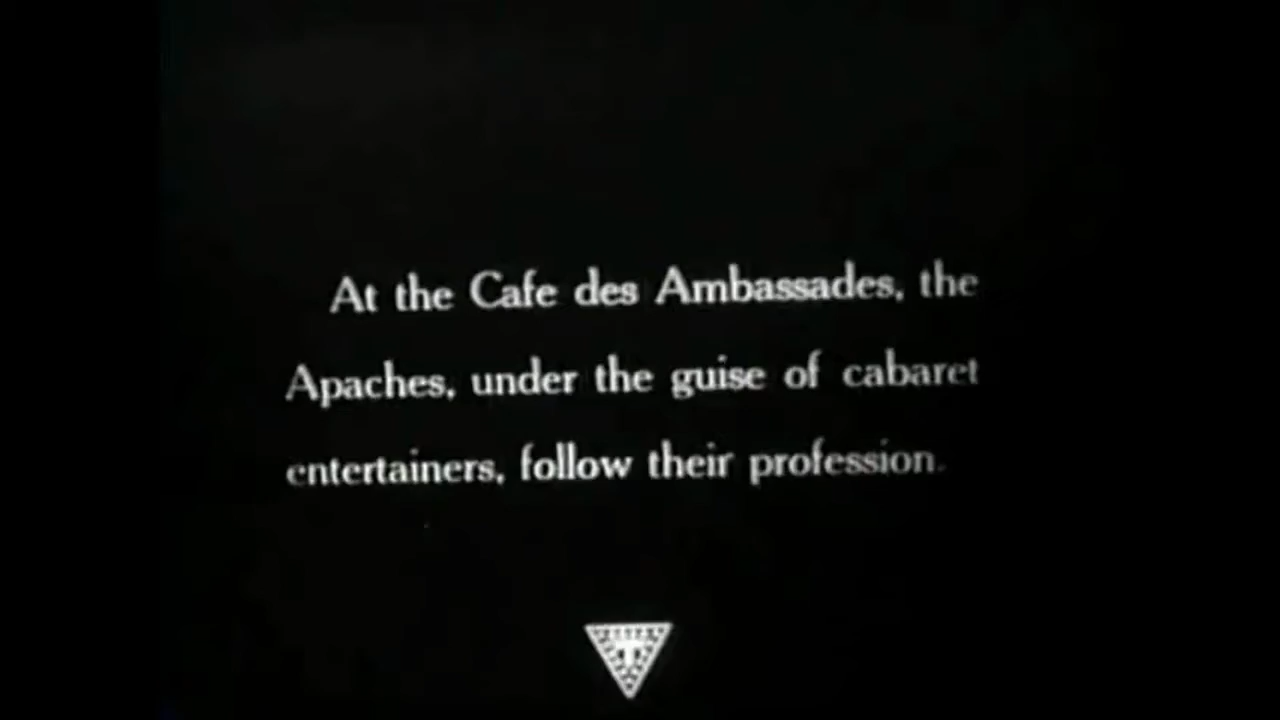 At the Cafe des Ambassades, the
Apaches, under the guise of cabaret
entertainers, follow their profession.